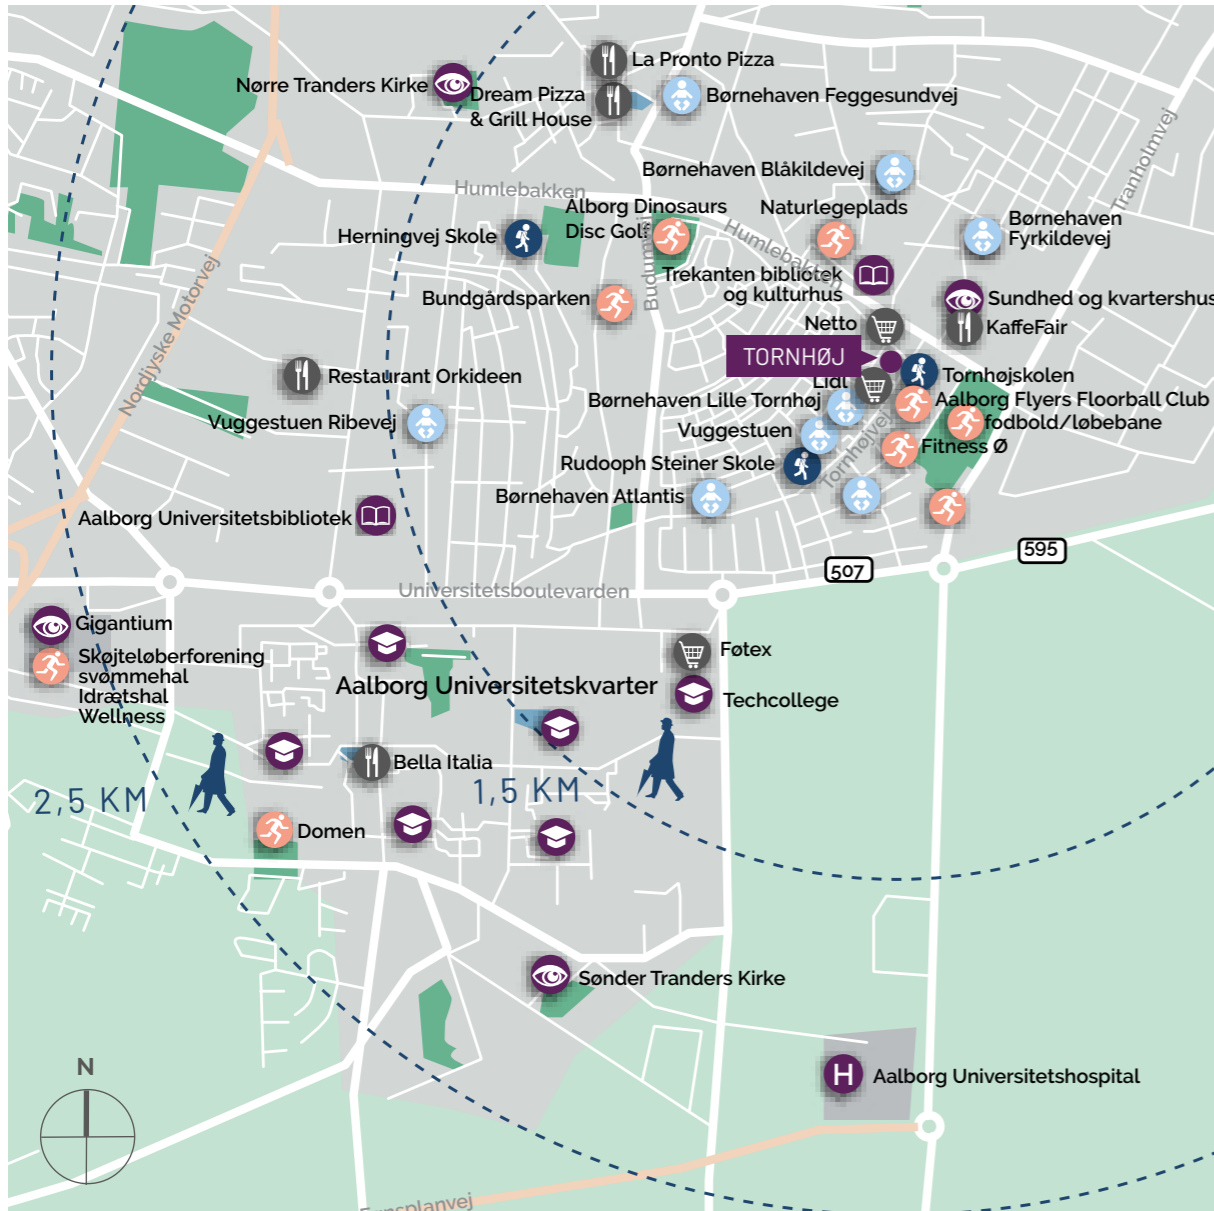 La Pronto Pizza
Nørre Tranders Kirke
Dream Pizza
& Grill House
Børnehaven Feggesundvej
Tranholmvej
Børnehaven Blåkildevej
Humlebakken
Alborg Dinosaurs
Disc Golf
Naturlegeplads
Børnehaven
Fyrkildevej
Herningvej Skole
Humlebakken
Trekanten bibliotek
og kulturhus
Nordjyske Motorvej
Bundgårdsparken
Sundhed og kvartershus
Netto
KaffeFair
TORNHØJ
Restaurant Orkideen
Lidl
Tornhøjskolen
Børnehaven Lille Tornhøj
Aalborg Flyers Floorball Club
Vuggestuen Ribevej
Vuggestuen
fodbold/løbebane
Tornhøjvej
Fitness Ø
Rudooph Steiner Skole
Børnehaven Atlantis
Aalborg Universitetsbibliotek
595
507
Universitetsboulevarden
Gigantium
Skøjteløberforening
svømmehal
Idrætshal
Wellness
Føtex
Aalborg Universitetskvarter
Techcollege
Bella Italia
2,5 KM
1,5 KM
Domen
Sønder Tranders Kirke
N
H
Aalborg Universitetshospital